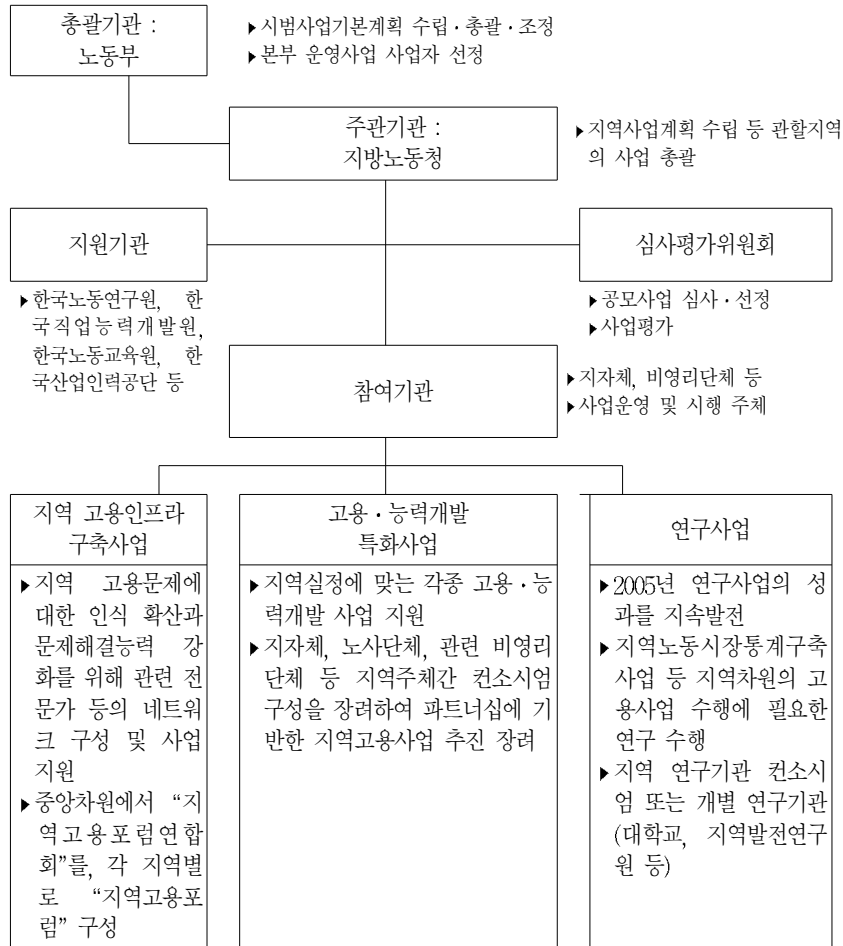 총괄기관 :
노동부
▶시범사업기본계획 수립·총괄·조정
▶본부 운영사업 사업자 선정
주관기관 :
지방노동청
▶지역사업계획 수립 등 관할지역
의 사업 총괄
지원기관
심사평가위원회
▶한국노동연구원, 한
국직업능력개발원,
한국노동교육원, 한
국산업인력공단 등
▶공모사업 심사·선정
▶사업평가
참여기관
▶지자체, 비영리단체 등
▶사업운영 및 시행 주체
지역 고용인프라
구축사업
▶지역 고용문제에
대한 인식 확산과
문제해결능력 강
화를 위해 관련 전
문가 등의 네트워
크 구성 및 사업
지원
▶중앙차원에서 “지
역고용포럼연합
회”를, 각 지역별
로 “지역고용포
럼” 구성
고용·능력개발
특화사업
▶지역실정에 맞는 각종 고용·능
력개발 사업 지원
▶지자체, 노사단체, 관련 비영리
단체 등 지역주체간 컨소시엄
구성을 장려하여 파트너십에 기
반한 지역고용사업 추진 장려
연구사업
▶2005년 연구사업의 성
과를 지속발전
▶지역노동시장통계구축
사업 등 지역차원의 고
용사업 수행에 필요한
연구 수행
▶지역 연구기관 컨소시
엄 또는 개별 연구기관
(대학교, 지역발전연구
원 등)